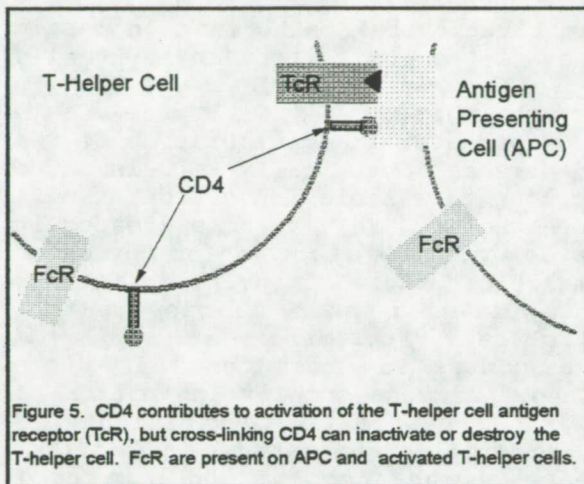 T-Helper Cell
TcR
Antigen
Presenting
Cell (APC)
CD4
FcR
FcR
Figure 5. CD4 contributes to activation of the T-helper cell antigen
receptor (TcR), but cross-linking CD4 can inactivate or destroy the
T-helper cell. FcR are present on APC and activated T-helper cells.